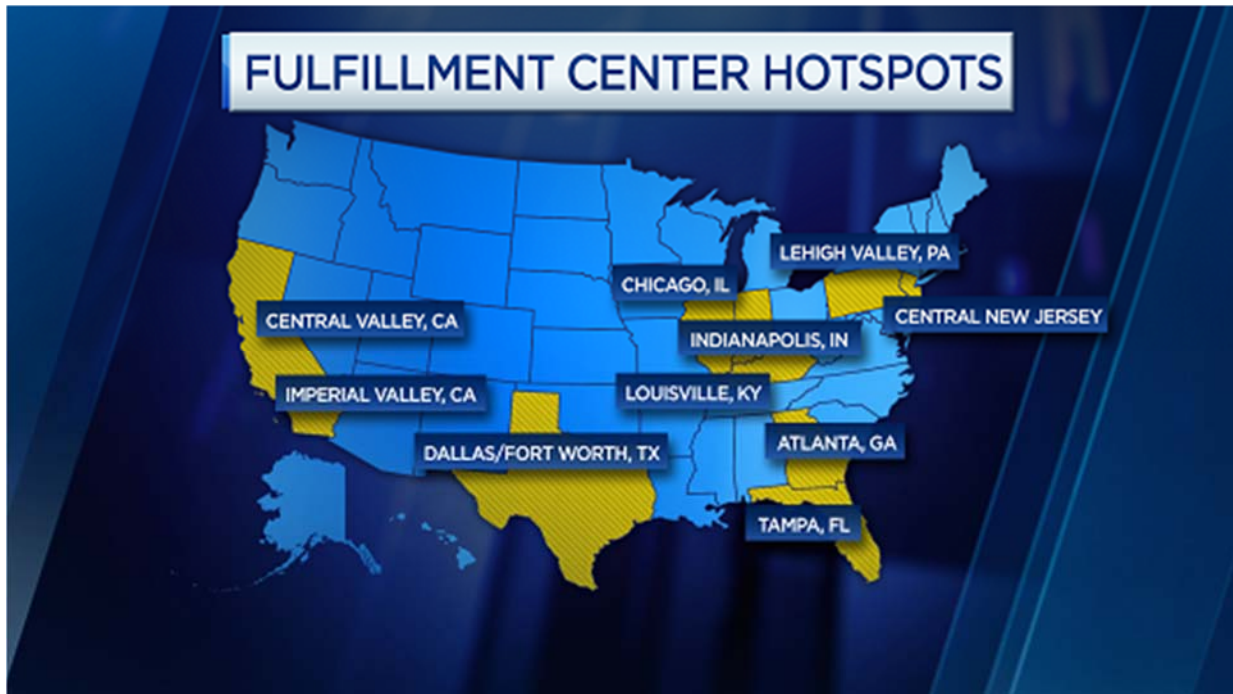 FULFILLMENT CENTER HOTSPOTS
LEHIGH VALLEY, PA
CHICAGO, IL
CENTRAL NEW JERSEY
CENTRAL VALLEY, CA
INDIANAPOLIS, IN
IMPERIAL VALLEY, CA
LOUISVILLE, KY
ATLANTA, GA
DALLAS/FORT WORTH, TX
TAMPA, FL